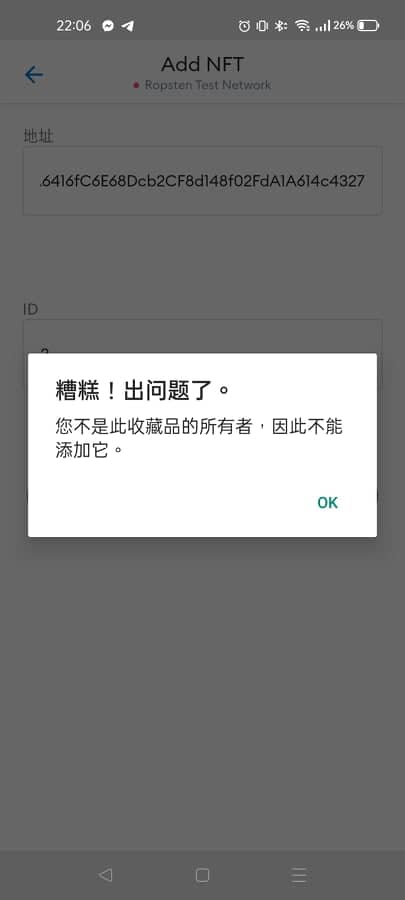 22:06
26%
Add NFT
Ropsten Test Network
地址
.6416fC6E68Dcb2CF8d148f02FdA1A614c4327
ID
糟糕！出问题了。
您不是此收藏品的所有者，因此不能
添加它。
OK